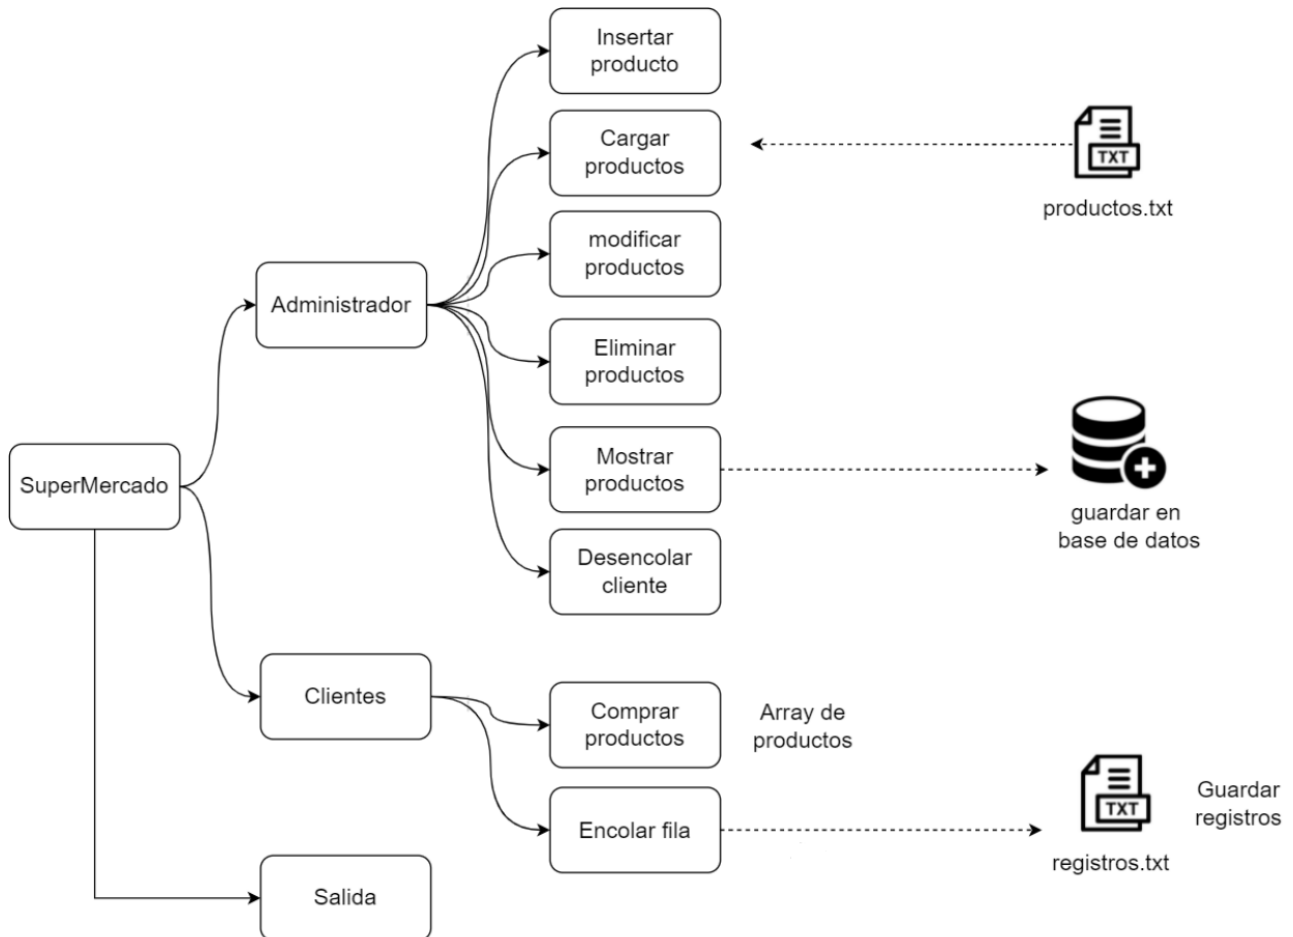 Insertar
producto
Cargar
productos
TXT
productos.txt
modificar
productos
Administrador
Eliminar
productos
SuperMercado
Mostrar
productos
guardar en
base de datos
Desencolar
cliente
Clientes
Comprar
productos
Array de
productos
Encolar fila
TXT
registros.txt
Guardar
registros
Salida